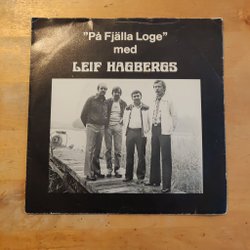 "På Fjälla Loge"
med
LEIF HAGBERGS